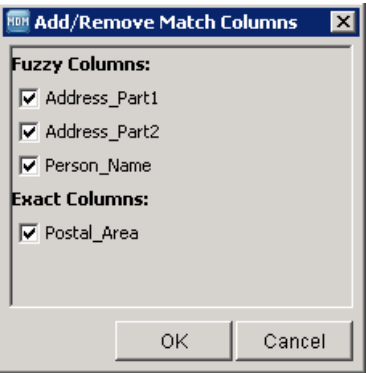 MDM Add/Remove Match Columns
Fuzzy Columns:
Address_Part1
Address_Part2
Person_Name
Exact Columns:
Postal_Area
OK Cancel